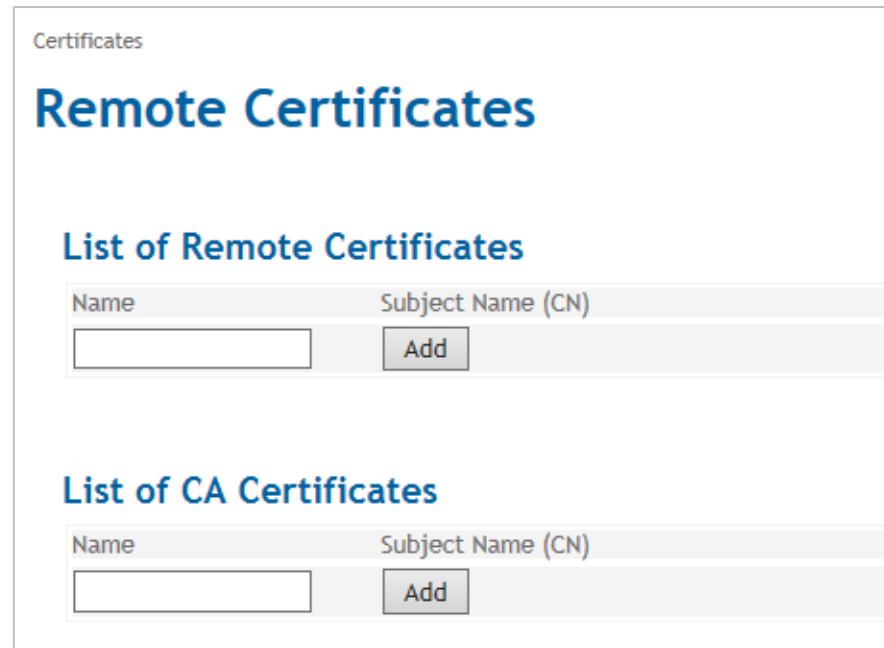 Certificates
Remote Certificates
List of Remote Certificates
Name Subject Name (CN)
Add
List of CA Certificates
Name Subject Name (CN)
Add